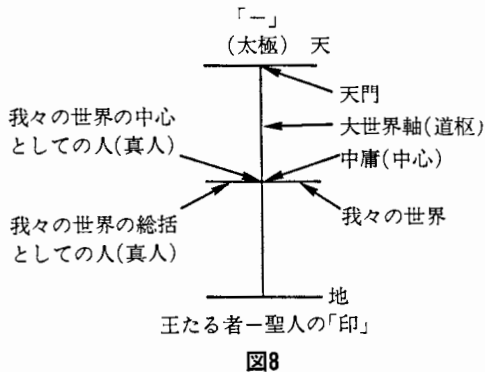 「一」
(太極) 天
天門
大世界軸(道枢)
中庸(中心)
我々の世界の中心
としての人(真人)
我々の世界の総括
としての人(真人)
我々の世界
地
王たる者－聖人の「印」
図8